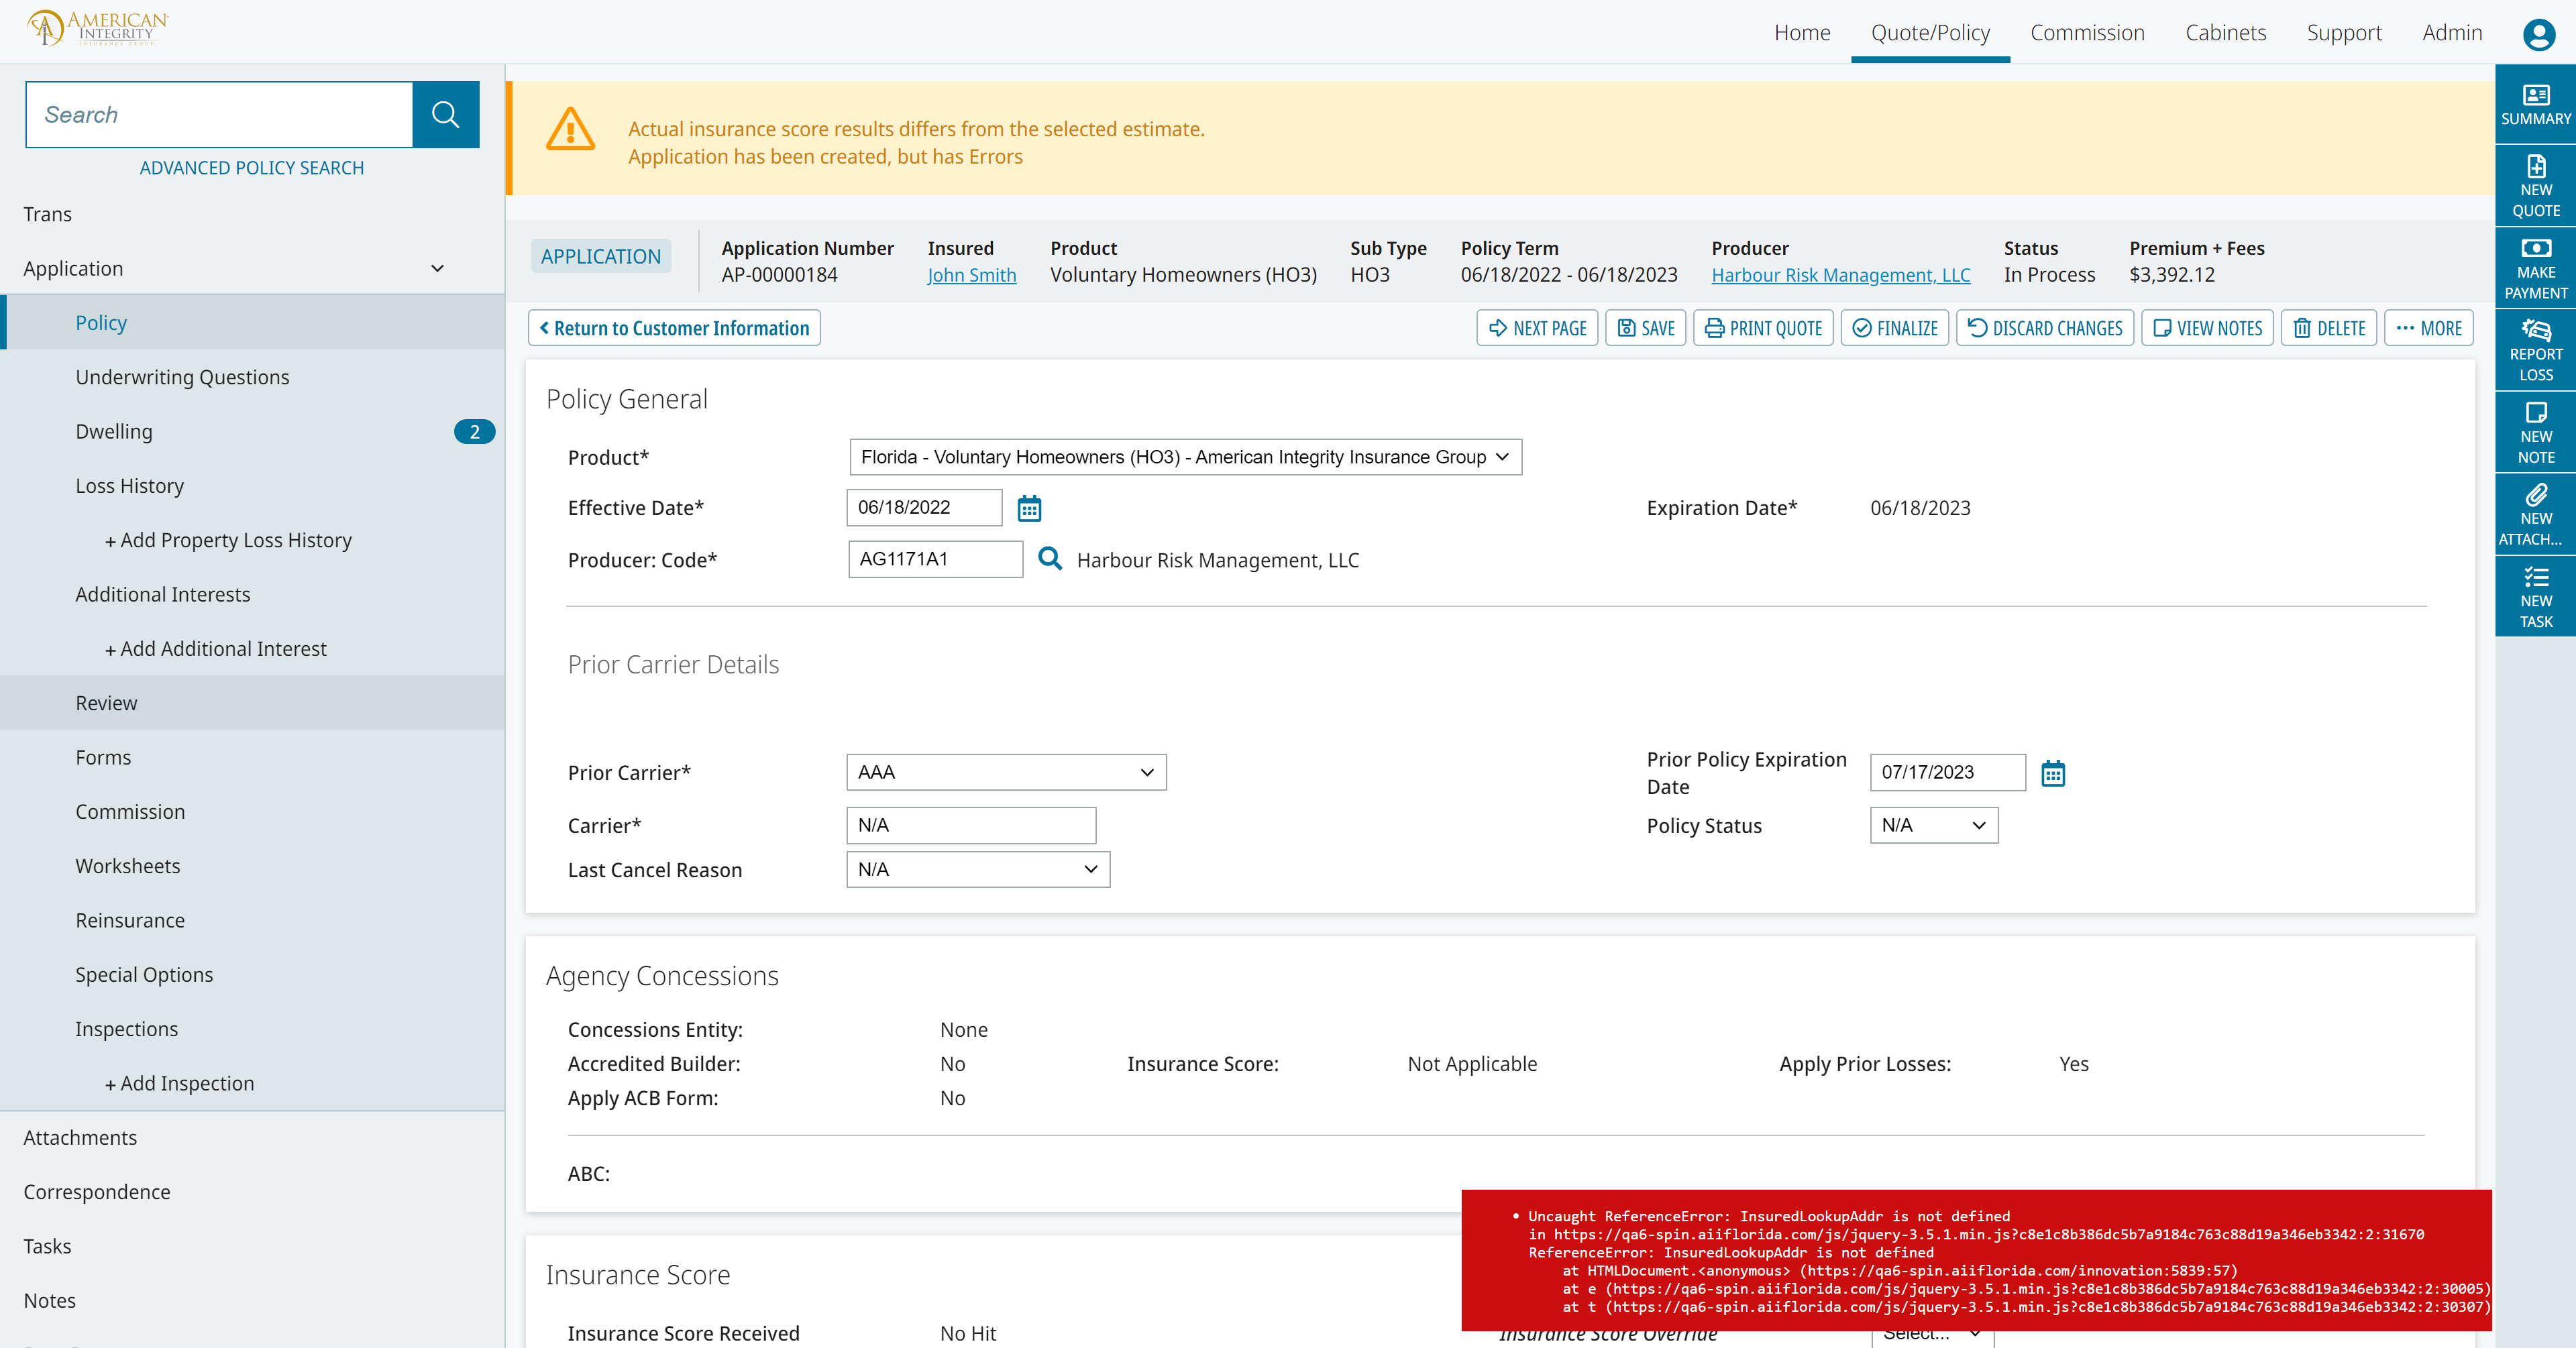 AMERICAN
INTEGRITY
INSURANCE GROUP
Home
Quote/Policy
Commission
Cabinets
Support
Admin
Search
ADVANCED POLICY SEARCH
Trans
Application
Policy
Underwriting Questions
Dwelling
2
Loss History
+ Add Property Loss History
Additional Interests
+ Add Additional Interest
Review
Forms
Commission
Worksheets
Reinsurance
Special Options
Inspections
+ Add Inspection
Attachments
Correspondence
Tasks
Notes
Actual insurance score results differs from the selected estimate.
Application has been created, but has Errors
APPLICATION
Application Number
AP-00000184
Insured
John Smith
Product
Voluntary Homeowners (HO3)
Sub Type
HO3
Policy Term
06/18/2022 - 06/18/2023
Producer
Harbour Risk Management, LLC
Status
In Process
Premium + Fees
$3,392.12
Return to Customer Information
NEXT PAGE
SAVE
PRINT QUOTE
FINALIZE
DISCARD CHANGES
VIEW NOTES
DELETE
MORE
Policy General
Product*
Florida - Voluntary Homeowners (HO3) - American Integrity Insurance Group
Effective Date*
06/18/2022
Expiration Date*
06/18/2023
Producer: Code*
AG1171A1
Harbour Risk Management, LLC
Prior Carrier Details
Prior Carrier*
AAA
Prior Policy Expiration
Date
07/17/2023
Carrier*
N/A
Policy Status
N/A
Last Cancel Reason
N/A
Agency Concessions
Concessions Entity:
None
Accredited Builder:
No
Insurance Score:
Not Applicable
Apply Prior Losses:
Yes
Apply ACB Form:
No
ABC:
Insurance Score
Insurance Score Received
No Hit
Insurance Score Override
Select...
• Uncaught ReferenceError: InsuredLookupAddr is not defined
in https://qa6-spin.aiiflorida.com/js/jquery-3.5.1.min.js?c8e1c8b386dc5b7a9184c763c88d19a346eb3342:2:31670
ReferenceError: InsuredLookupAddr is not defined
at HTMLDocument.<anonymous> (https://qa6-spin.aiiflorida.com/innovation:5839:57)
at e (https://qa6-spin.aiiflorida.com/js/jquery-3.5.1.min.js?c8e1c8b386dc5b7a9184c763c88d19a346eb3342:2:30005)
at t (https://qa6-spin.aiiflorida.com/js/jquery-3.5.1.min.js?c8e1c8b386dc5b7a9184c763c88d19a346eb3342:2:30307)
SUMMARY
NEW
QUOTE
MAKE
PAYMENT
REPORT
LOSS
NEW
NOTE
NEW
ATTACH...
NEW
TASK